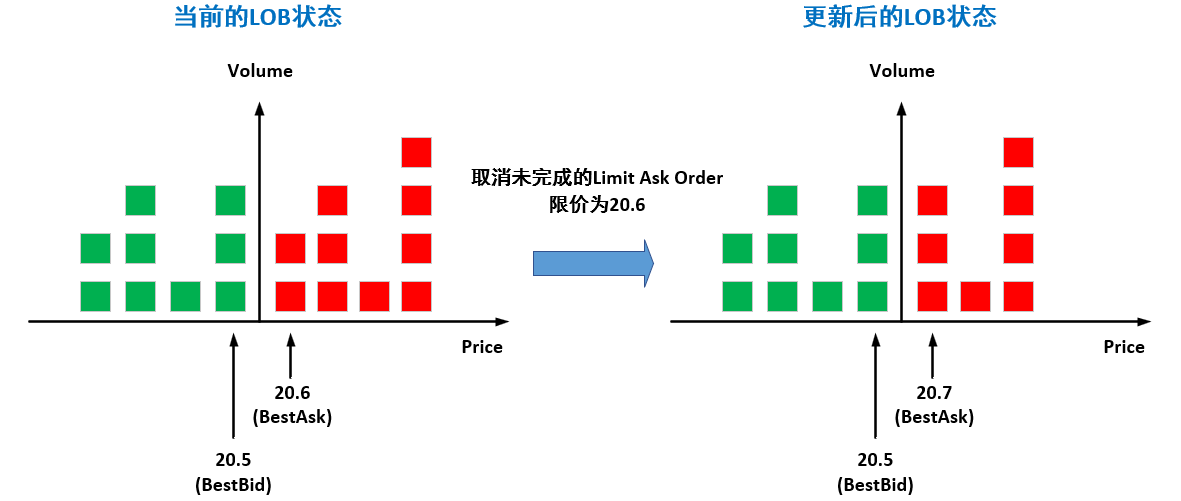 当前的LOB状态
更新后的LOB状态
Volume
Volume
取消未完成的Limit Ask Order
限价为20.6
Price
Price
20.6
(BestAsk)
20.7
(BestAsk)
20.5
(BestBid)
20.5
(BestBid)